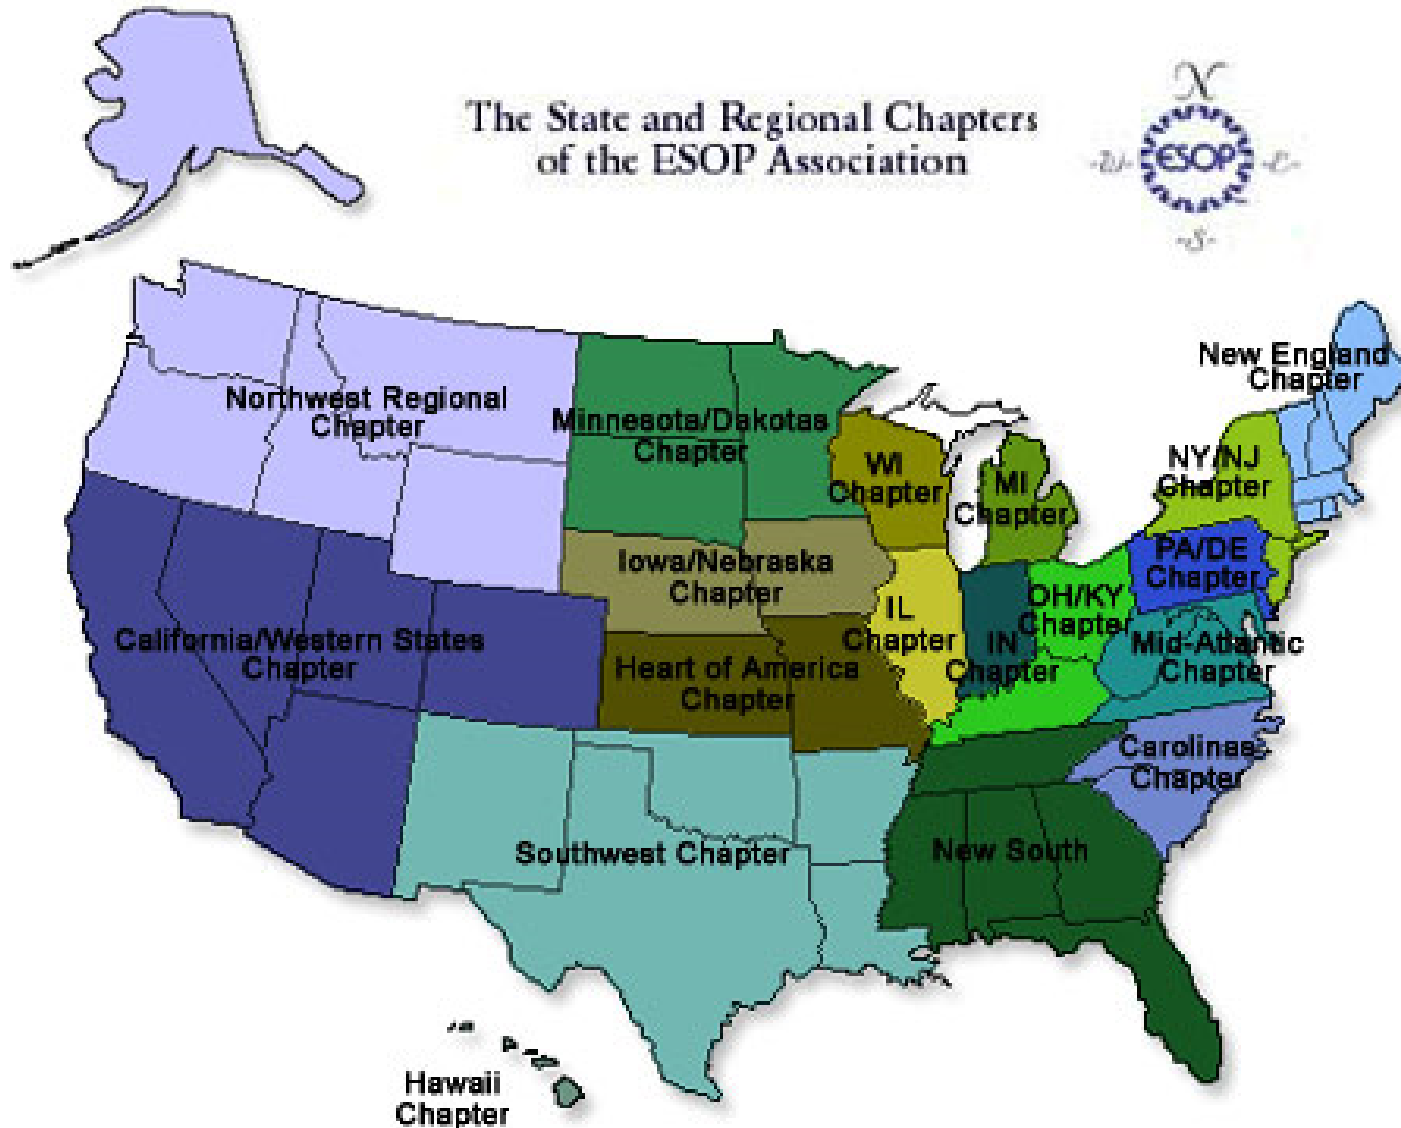 The State and Regional Chapters
of the ESOP Association
N
-W-
ESOP
-E-
-S-
New England
Chapter
Northwest Regional
Chapter
Minnesota/Dakotas
Chapter
WI
Chapter
MI
Chapter
NY/NJ
Chapter
PA/DE
Chapter
Iowa/Nebraska
Chapter
IL
Chapter
IN
Chapter
OH/KY
Chapter
Mid-Atlantic
Chapter
California/Western States
Chapter
Heart of America
Chapter
Carolinas
Chapter
Southwest Chapter
New South
Hawaii
Chapter